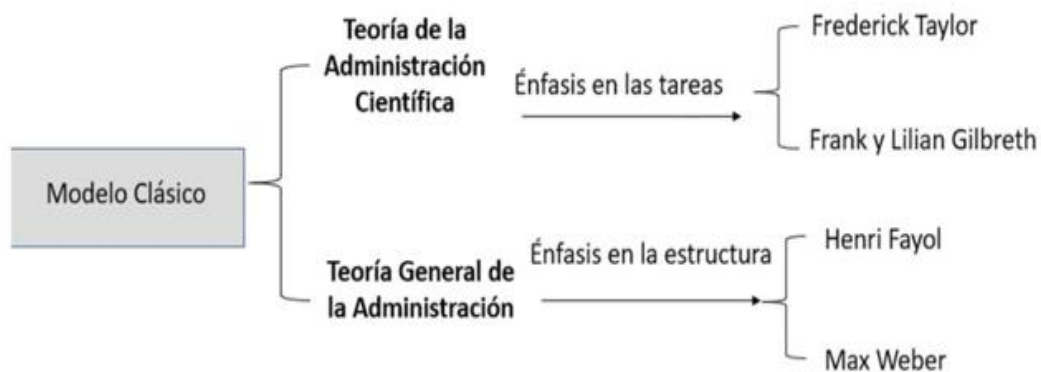 Modelo Clásico
Teoría de la
Administración
Científica
Énfasis en las tareas
Frederick Taylor
Frank y Lilian Gilbreth
Teoría General de
la Administración
Énfasis en la estructura
Henri Fayol
Max Weber